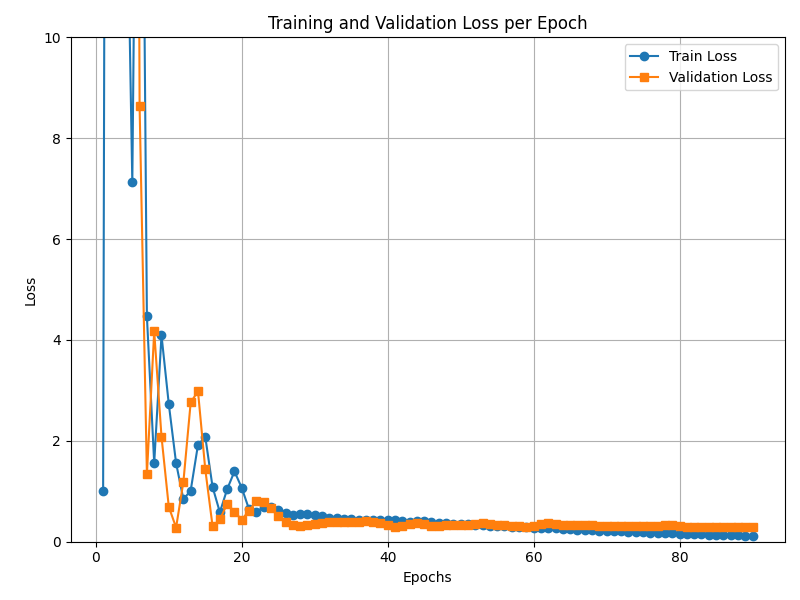 Training and Validation Loss per Epoch
Train Loss
Validation Loss
Loss
10
8
6
4
2
0
0 20 40 60 80
Epochs